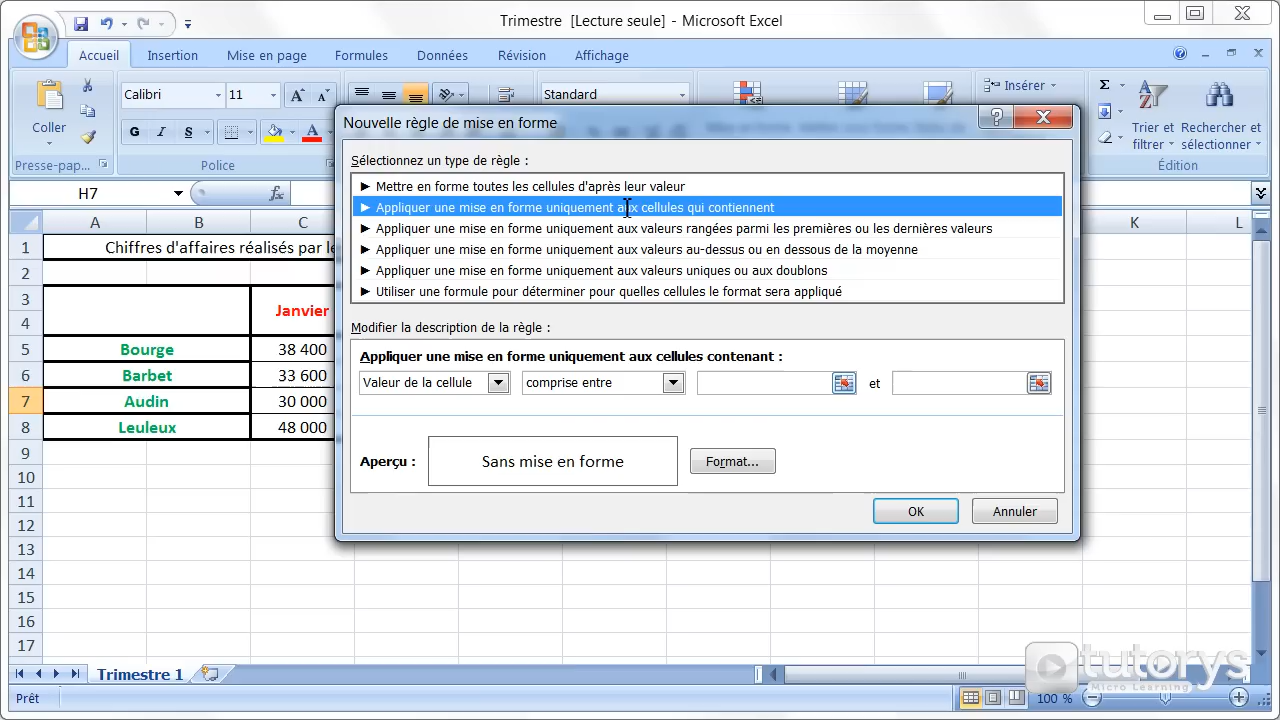 Trimestre [Lecture seule] - Microsoft Excel
Accueil Insertion Mise en page Formules Données Révision Affichage
Coller
Presse-pap...
Calibri 11
G I S A
Police
Standard
Insérer
Σ
Trier et filtrer
Rechercher et sélectionner
Édition
H7 fx
A B C K L
1 Chiffres d'affaires réalisés par le
2
3 Janvier
4
5 Bourge 38 400
6 Barbet 33 600
7 Audin 30 000
8 Leuleux 48 000
9
10
11
12
13
14
15
16
17
Nouvelle règle de mise en forme
Sélectionnez un type de règle :
► Mettre en forme toutes les cellules d'après leur valeur
► Appliquer une mise en forme uniquement aux cellules qui contiennent
► Appliquer une mise en forme uniquement aux valeurs rangées parmi les premières ou les dernières valeurs
► Appliquer une mise en forme uniquement aux valeurs au-dessus ou en dessous de la moyenne
► Appliquer une mise en forme uniquement aux valeurs uniques ou aux doublons
► Utiliser une formule pour déterminer pour quelles cellules le format sera appliqué
Modifier la description de la règle :
Appliquer une mise en forme uniquement aux cellules contenant :
Valeur de la cellule comprise entre et
Aperçu : Sans mise en forme Format...
OK Annuler
Trimestre 1
Prêt 100 %
tutorys
Micro Learning